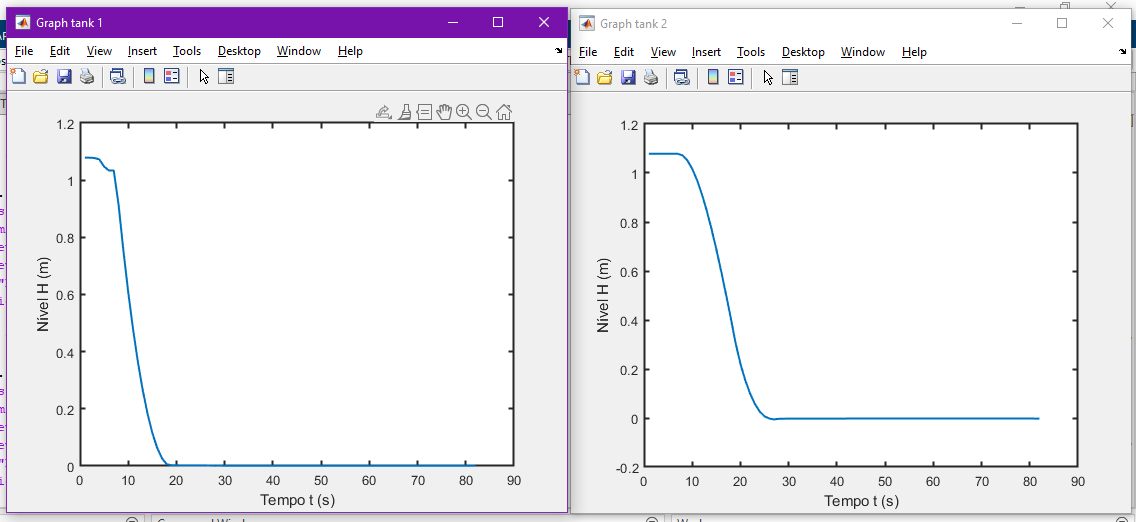 Graph tank 1
File Edit View Insert Tools Desktop Window Help
1.2
1
0.8
0.6
0.4
0.2
0
Nível H (m)
0 10 20 30 40 50 60 70 80 90
Tempo t (s)
Graph tank 2
File Edit View Insert Tools Desktop Window Help
1.2
1
0.8
0.6
0.4
0.2
0
-0.2
Nível H (m)
0 10 20 30 40 50 60 70 80 90
Tempo t (s)